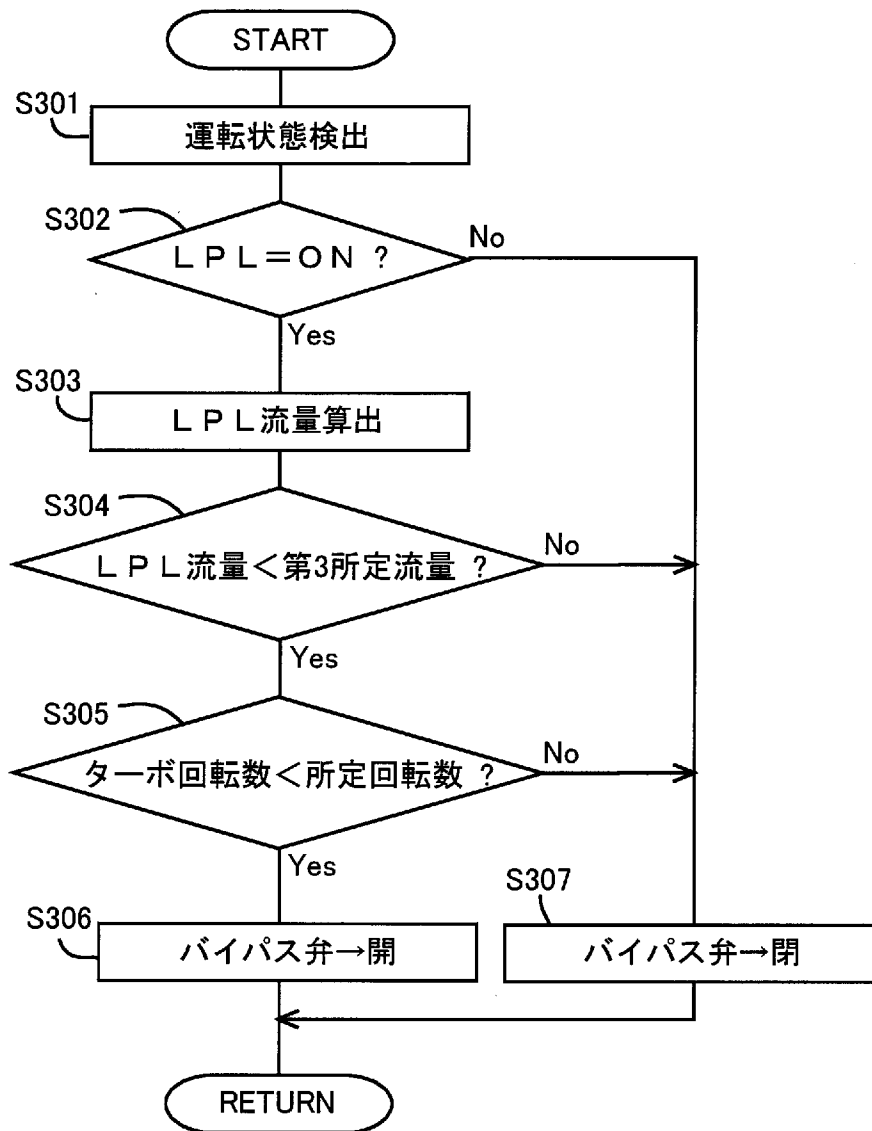 START
S301
運転状態検出
S302
ＬＰＬ＝ＯＮ ?
No
Yes
S303
ＬＰＬ流量算出
S304
ＬＰＬ流量＜第3所定流量 ?
No
Yes
S305
ターボ回転数＜所定回転数 ?
No
Yes
S306
バイパス弁→開
S307
バイパス弁→閉
RETURN